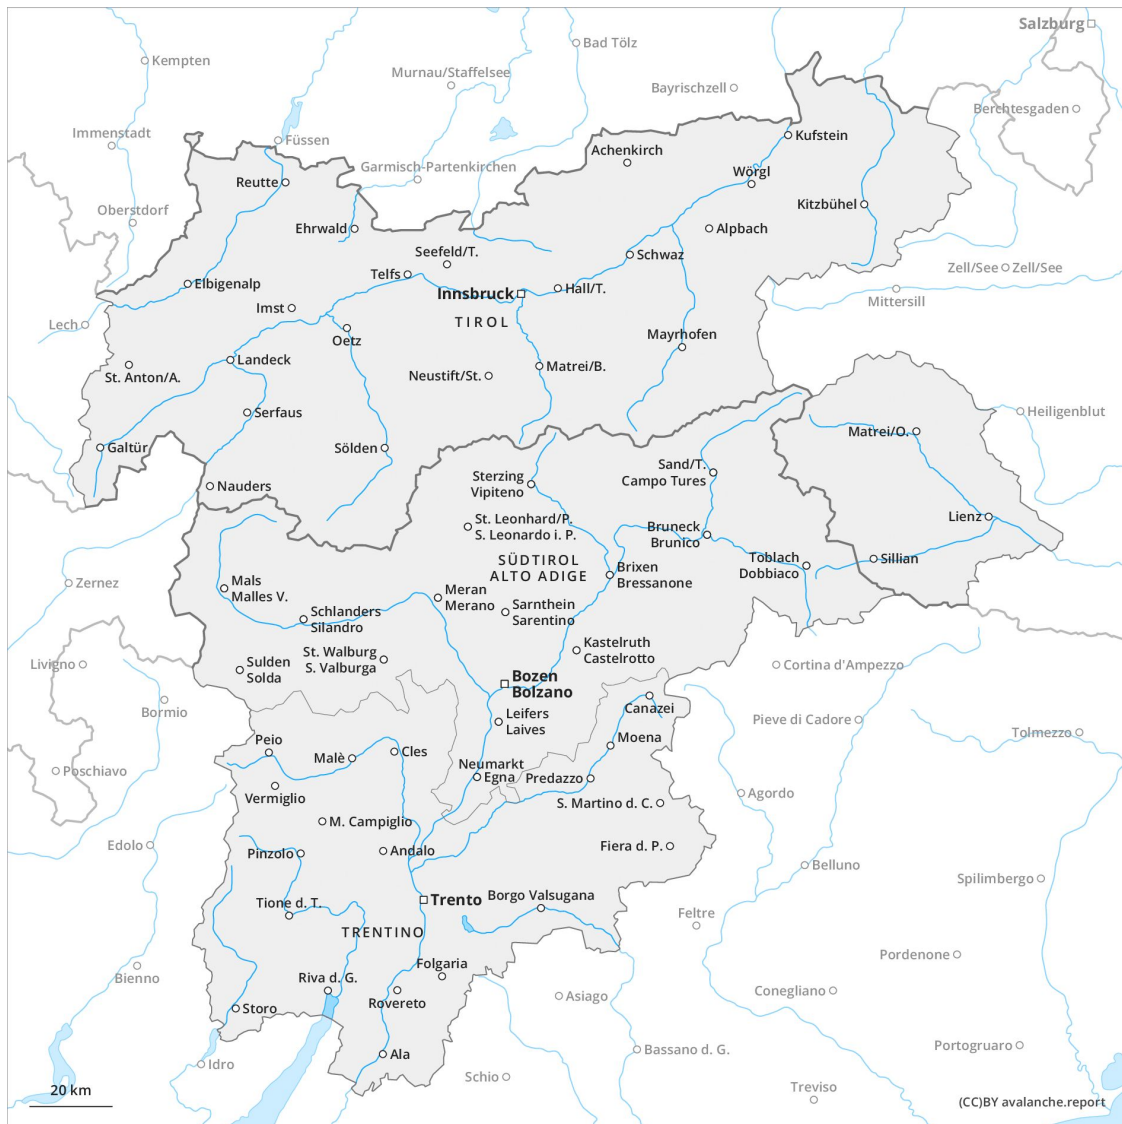 Salzburg
Bad Tölz
Kempten
Murnau/Staffelsee
Bayrischzell
Berchtesgaden
Immenstadt
Füssen
Kufstein
Achenkirch
Garmisch-Partenkirchen
Wörgl
Reutte
Kitzbühel
Oberstdorf
Ehrwald
Alpbach
Seefeld/T.
Schwaz
Zell/See
Zell/See
Telfs
Elbigenalp
Hall/T.
Innsbruck
Mittersill
Imst
TIROL
Lech
Oetz
Mayrhofen
Landeck
Matrei/B.
St. Anton/A.
Neustift/St.
Serfaus
Heiligenblut
Matrei/O.
Galtür
Sölden
Sand/T.
Campo Tures
Sterzing
Vipiteno
Nauders
Lienz
St. Leonhard/P.
S. Leonardo i. P.
Bruneck
Brunico
SÜDTIROL
ALTO ADIGE
Toblach
Dobbiaco
Sillian
Brixen
Bressanone
Zernez
Mals
Malles V.
Meran
Merano
Sarnthein
Sarentino
Schlanders
Silandro
Kastelruth
Castelrotto
St. Walburg
S. Valburga
Livigno
Sulden
Solda
Cortina d'Ampezzo
Bozen
Bolzano
Canazei
Bormio
Leifers
Laives
Pieve di Cadore
Tolmezzo
Moena
Peio
Cles
Malè
Neumarkt
Egna
Poschiavo
Predazzo
Vermiglio
Agordo
S. Martino d. C.
M. Campiglio
Edolo
Fiera d. P.
Pinzolo
Andalo
Belluno
Spilimbergo
Borgo Valsugana
Trento
Tione d. T.
Feltre
TRENTINO
Pordenone
Folgaria
Bienno
Riva d. G.
Conegliano
Asiago
Rovereto
Storo
Portogruaro
Bassano d. G.
Ala
Idro
Schio
Treviso
20 km
(CC)BY avalanche.report